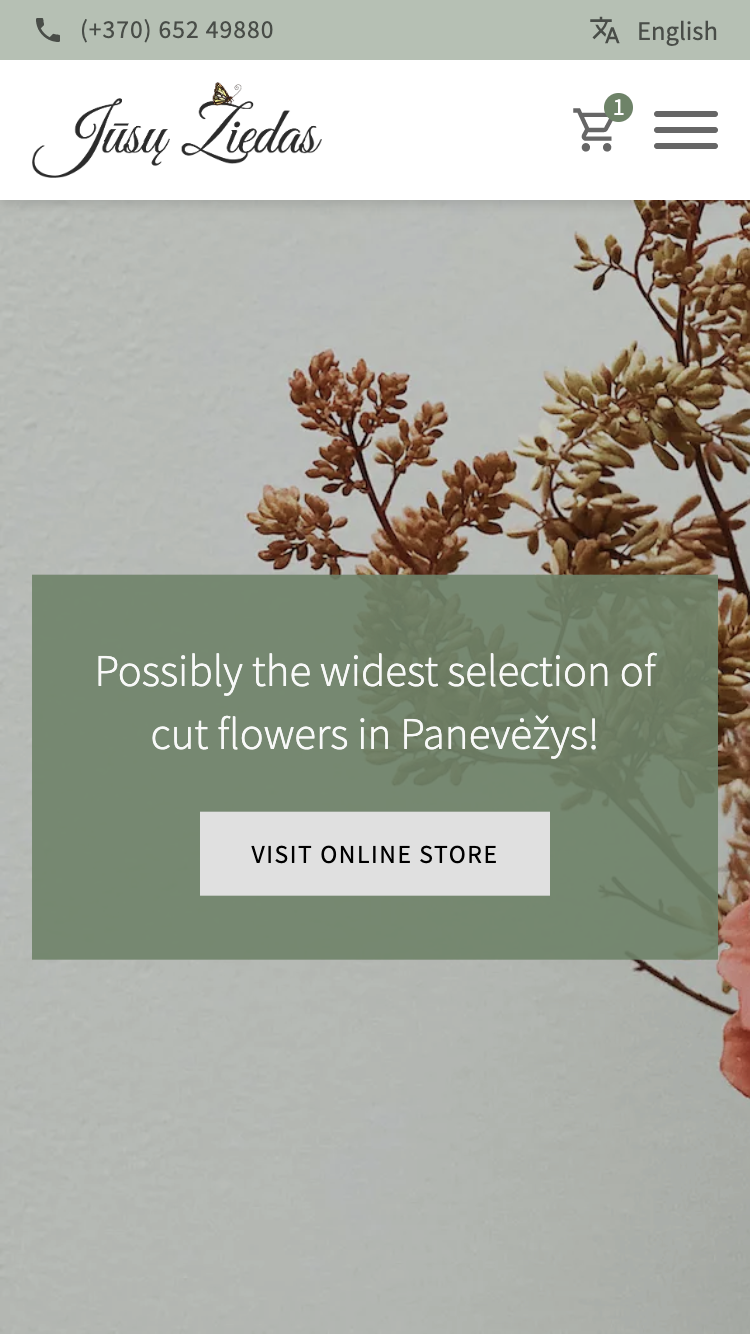 (+370) 652 49880
English
Jūsų Žiedas
1
Possibly the widest selection of
cut flowers in Panevėžys!
VISIT ONLINE STORE